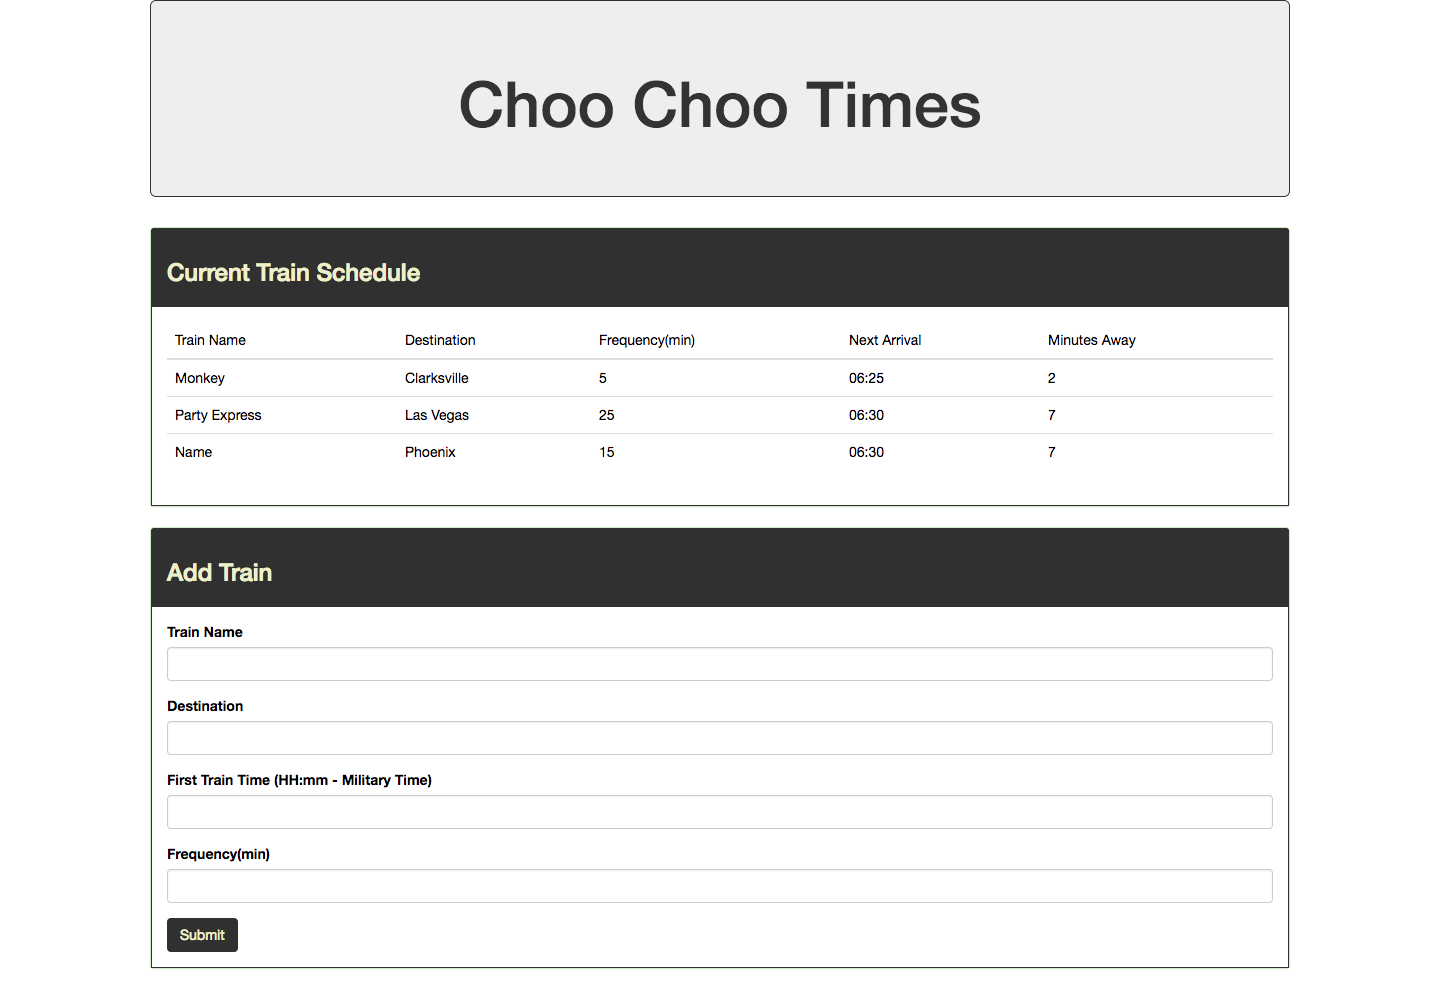 Choo Choo Times
Current Train Schedule
Train Name Destination Frequency(min) Next Arrival Minutes Away
Monkey Clarksville 5 06:25 2
Party Express Las Vegas 25 06:30 7
Name Phoenix 15 06:30 7
Add Train
Train Name
Destination
First Train Time (HH:mm - Military Time)
Frequency(min)
Submit